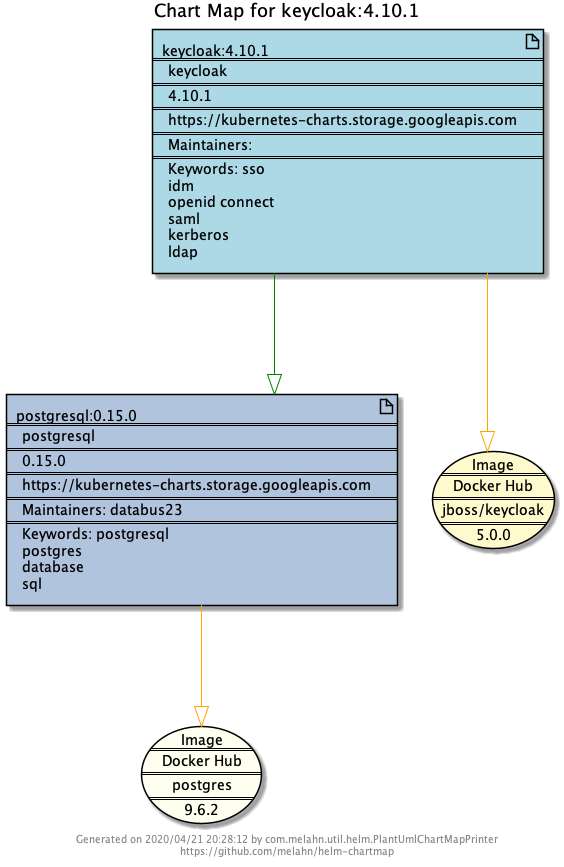 Chart Map for keycloak:4.10.1
keycloak:4.10.1
keycloak
4.10.1
https://kubernetes-charts.storage.googleapis.com
Maintainers:
Keywords: sso
idm
openid connect
saml
kerberos
ldap
postgresql:0.15.0
postgresql
0.15.0
https://kubernetes-charts.storage.googleapis.com
Maintainers: databus23
Keywords: postgresql
postgres
database
sql
Image
Docker Hub
jboss/keycloak
5.0.0
Image
Docker Hub
postgres
9.6.2
Generated on 2020/04/21 20:28:12 by com.melahn.util.helm.PlantUmlChartMapPrinter
https://github.com/melahn/helm-chartmap